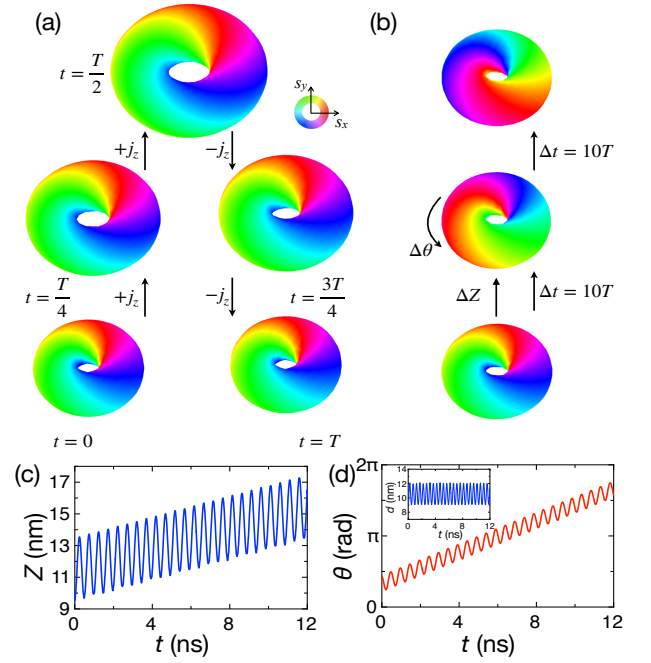 (a)
(b)
t = T/2
s_y
s_x
+j_z
−j_z
Δt = 10T
Δθ
t = T/4
+j_z
−j_z
t = 3T/4
ΔZ
Δt = 10T
t = 0
t = T
(c)
17
15
13
11
9
Z (nm)
0
4
8
12
t (ns)
(d)
2π
π
0
θ (rad)
14
12
10
8
d (nm)
0
4
8
12
t (ns)
0
4
8
12
t (ns)